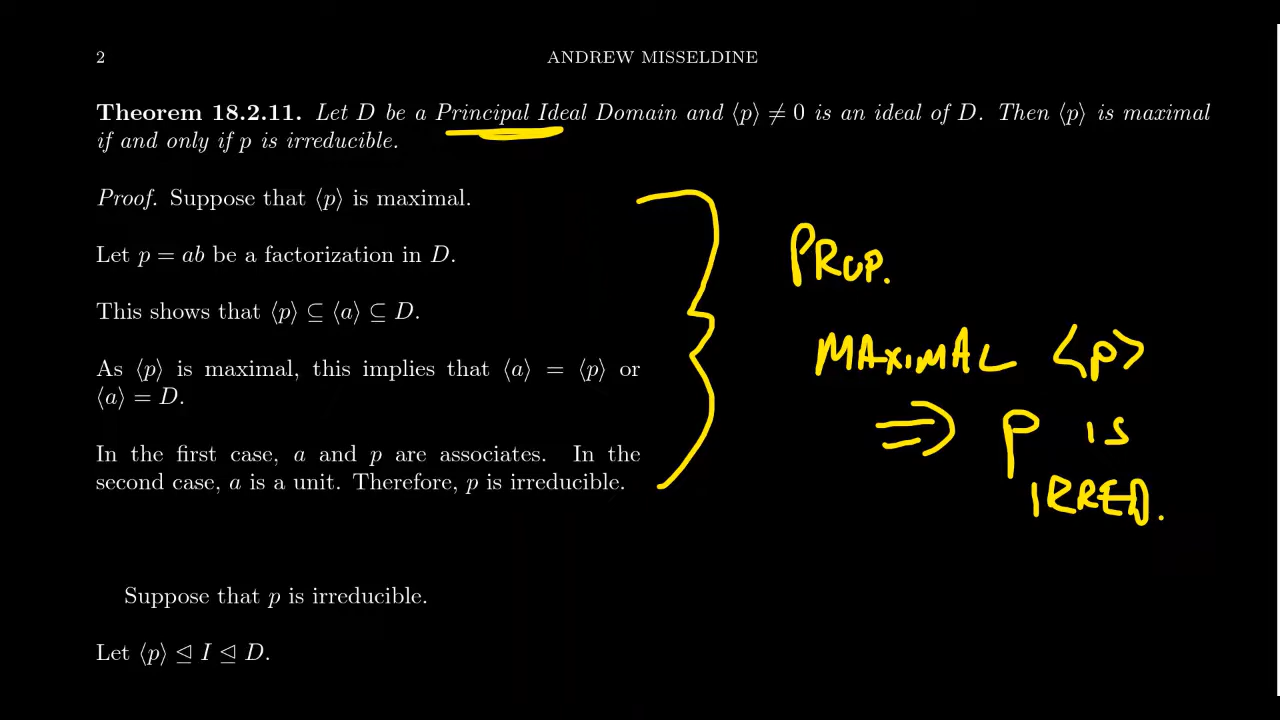 2
ANDREW MISSELDINE
Theorem 18.2.11. Let D be a Principal Ideal Domain and ⟨p⟩ ≠ 0 is an ideal of D. Then ⟨p⟩ is maximal
if and only if p is irreducible.
Proof. Suppose that ⟨p⟩ is maximal.
Let p = ab be a factorization in D.
This shows that ⟨p⟩ ⊆ ⟨a⟩ ⊆ D.
As ⟨p⟩ is maximal, this implies that ⟨a⟩ = ⟨p⟩ or
⟨a⟩ = D.
In the first case, a and p are associates. In the
second case, a is a unit. Therefore, p is irreducible.
PROP.
MAXIMAL ⟨p⟩
⇒ p is
IRRED.
Suppose that p is irreducible.
Let ⟨p⟩ ⊴ I ⊴ D.